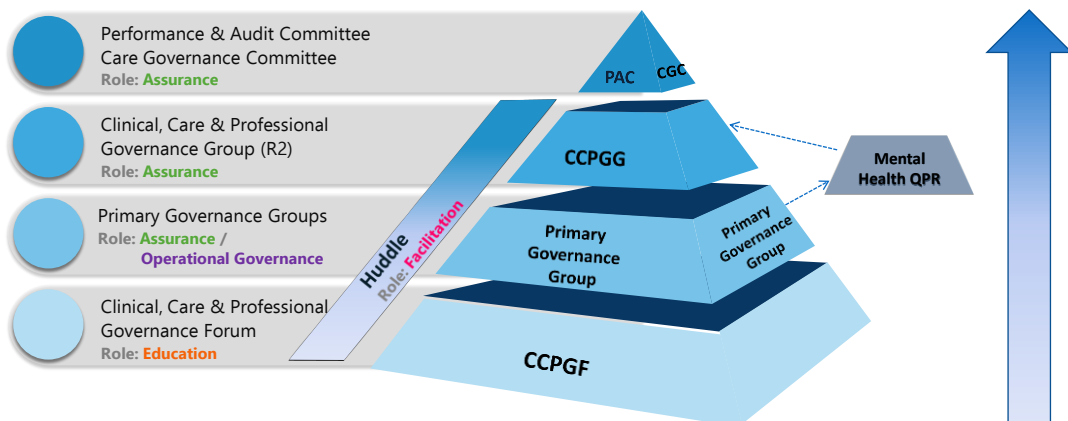 Performance & Audit Committee
Care Governance Committee
Role: Assurance
PAC
CGC
Clinical, Care & Professional
Governance Group (R2)
Role: Assurance
CCPGG
Mental
Health QPR
Primary Governance Groups
Role: Assurance /
Operational Governance
Huddle
Role: Facilitation
Primary
Governance
Group
Primary
Governance
Group
Clinical, Care & Professional
Governance Forum
Role: Education
CCPGF